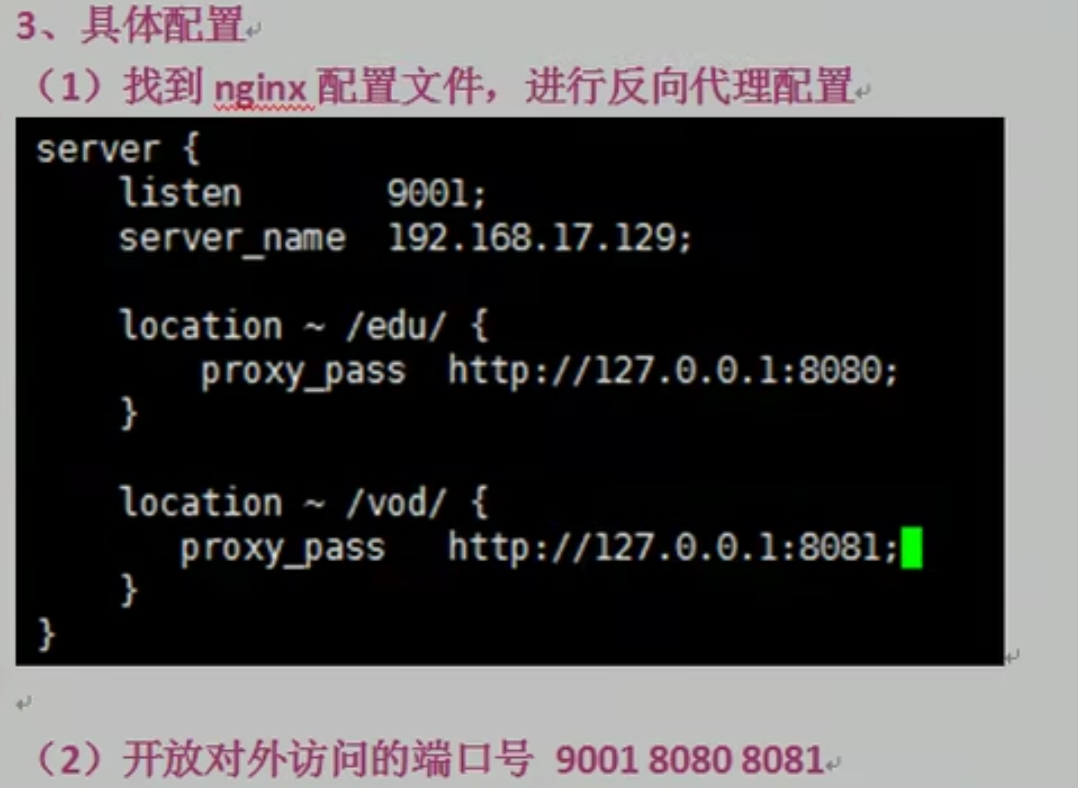 3、具体配置
（1）找到 nginx 配置文件，进行反向代理配置
server {
listen 9001;
server_name 192.168.17.129;
location ~ /edu/ {
proxy_pass http://127.0.0.1:8080;
}
location ~ /vod/ {
proxy_pass http://127.0.0.1:8081;
}
}
（2）开放对外访问的端口号 9001 8080 8081